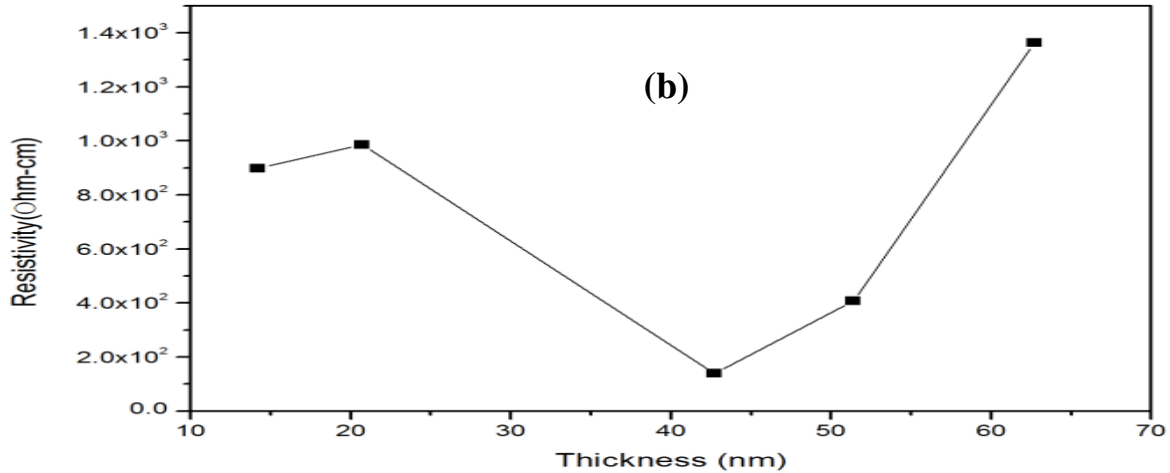 1.4x10³
1.2x10³
(b)
1.0x10³
8.0x10²
6.0x10²
4.0x10²
2.0x10²
0.0
Resistivity(Ohm-cm)
10 20 30 40 50 60 70
Thickness (nm)